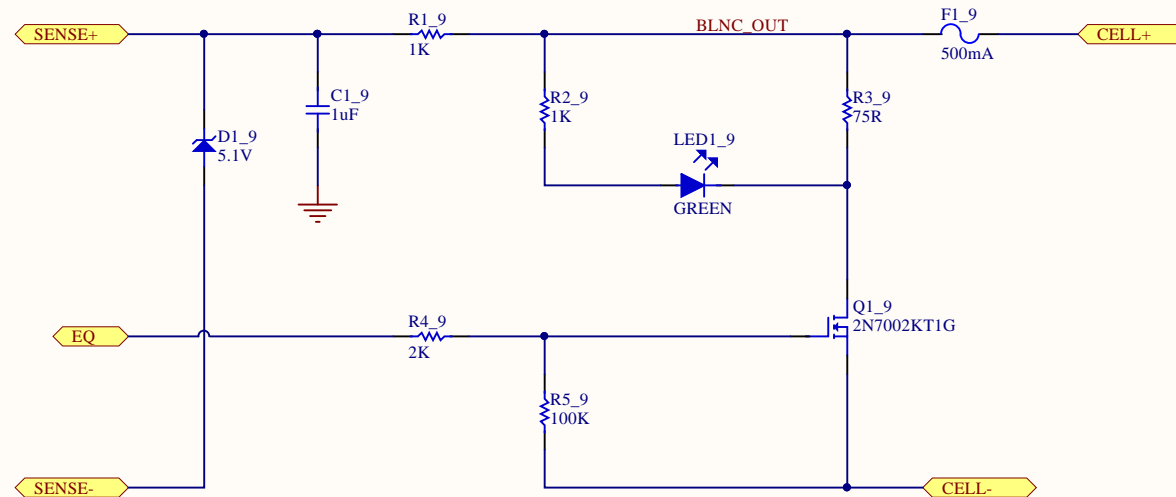 SENSE+
R1_9
1K
BLNC_OUT
F1_9
500mA
CELL+
C1_9
1uF
R2_9
1K
R3_9
75R
D1_9
5.1V
LED1_9
GREEN
EQ
R4_9
2K
Q1_9
2N7002KT1G
R5_9
100K
SENSE-
CELL-